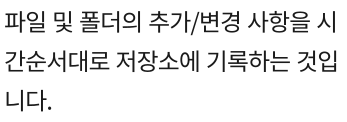 파일 및 폴더의 추가/변경 사항을 시
간순서대로 저장소에 기록하는 것입
니다.